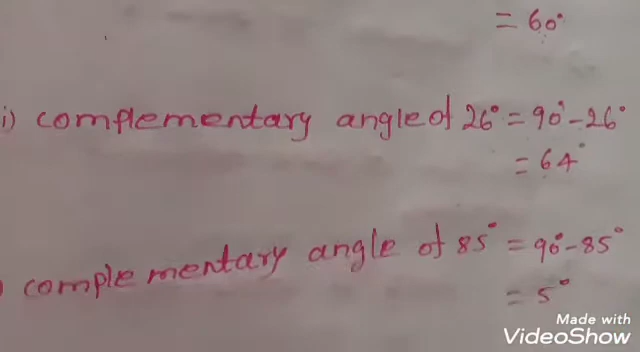 = 60°
i) complementary angle of 26° = 90° - 26°
= 64°
complementary angle of 85° = 90° - 85°
= 5°
Made with
VideoShow